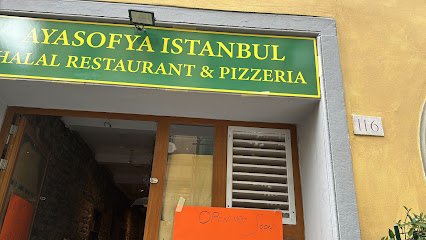 AYASOFYA ISTANBUL
HALAL RESTAURANT & PIZZERIA
116